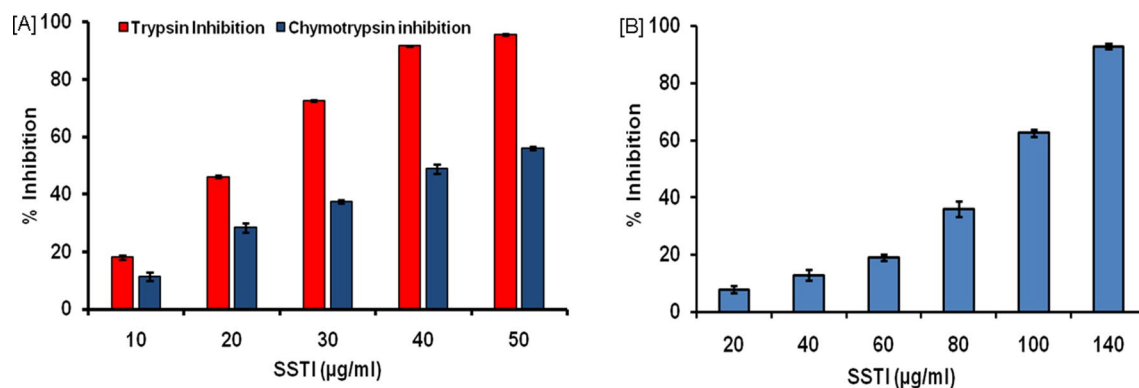 [A]
Trypsin Inhibition
Chymotrypsin inhibition
100
80
60
40
20
0
% Inhibition
10 20 30 40 50
SSTI (µg/ml)
[B]
100
80
60
40
20
0
% Inhibition
20 40 60 80 100 140
SSTI (µg/ml)